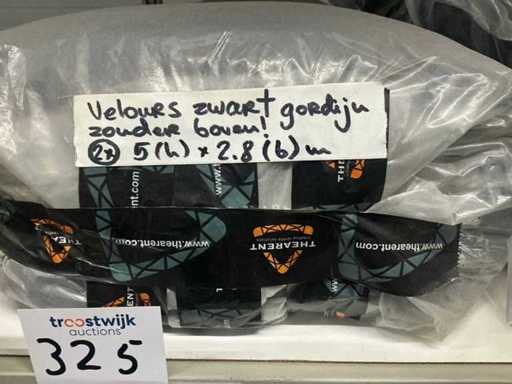 Velours zwart gordijn
zonder boven!
2x 5(h) x 2.8 (b) m
THEARENT
www.thearent.com
THEARENT
www.thearent.com
troostwijk
auctions
325